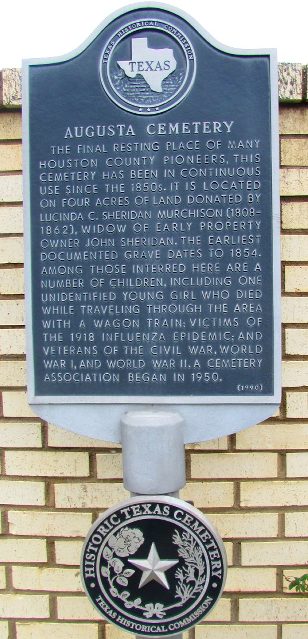 TEXAS HISTORICAL COMMISSION
TEXAS
AUGUSTA CEMETERY
THE FINAL RESTING PLACE OF MANY
HOUSTON COUNTY PIONEERS, THIS
CEMETERY HAS BEEN IN CONTINUOUS
USE SINCE THE 1850s. IT IS LOCATED
ON FOUR ACRES OF LAND DONATED BY
LUCINDA C. SHERIDAN MURCHISON (1808-
1862), WIDOW OF EARLY PROPERTY
OWNER JOHN SHERIDAN. THE EARLIEST
DOCUMENTED GRAVE DATES TO 1854.
AMONG THOSE INTERRED HERE ARE A
NUMBER OF CHILDREN, INCLUDING ONE
UNIDENTIFIED YOUNG GIRL WHO DIED
WHILE TRAVELING THROUGH THE AREA
WITH A WAGON TRAIN; VICTIMS OF
THE 1918 INFLUENZA EPIDEMIC; AND
VETERANS OF THE CIVIL WAR, WORLD
WAR I, AND WORLD WAR II. A CEMETERY
ASSOCIATION BEGAN IN 1950.
(1990)
HISTORIC TEXAS CEMETERY
TEXAS HISTORICAL COMMISSION